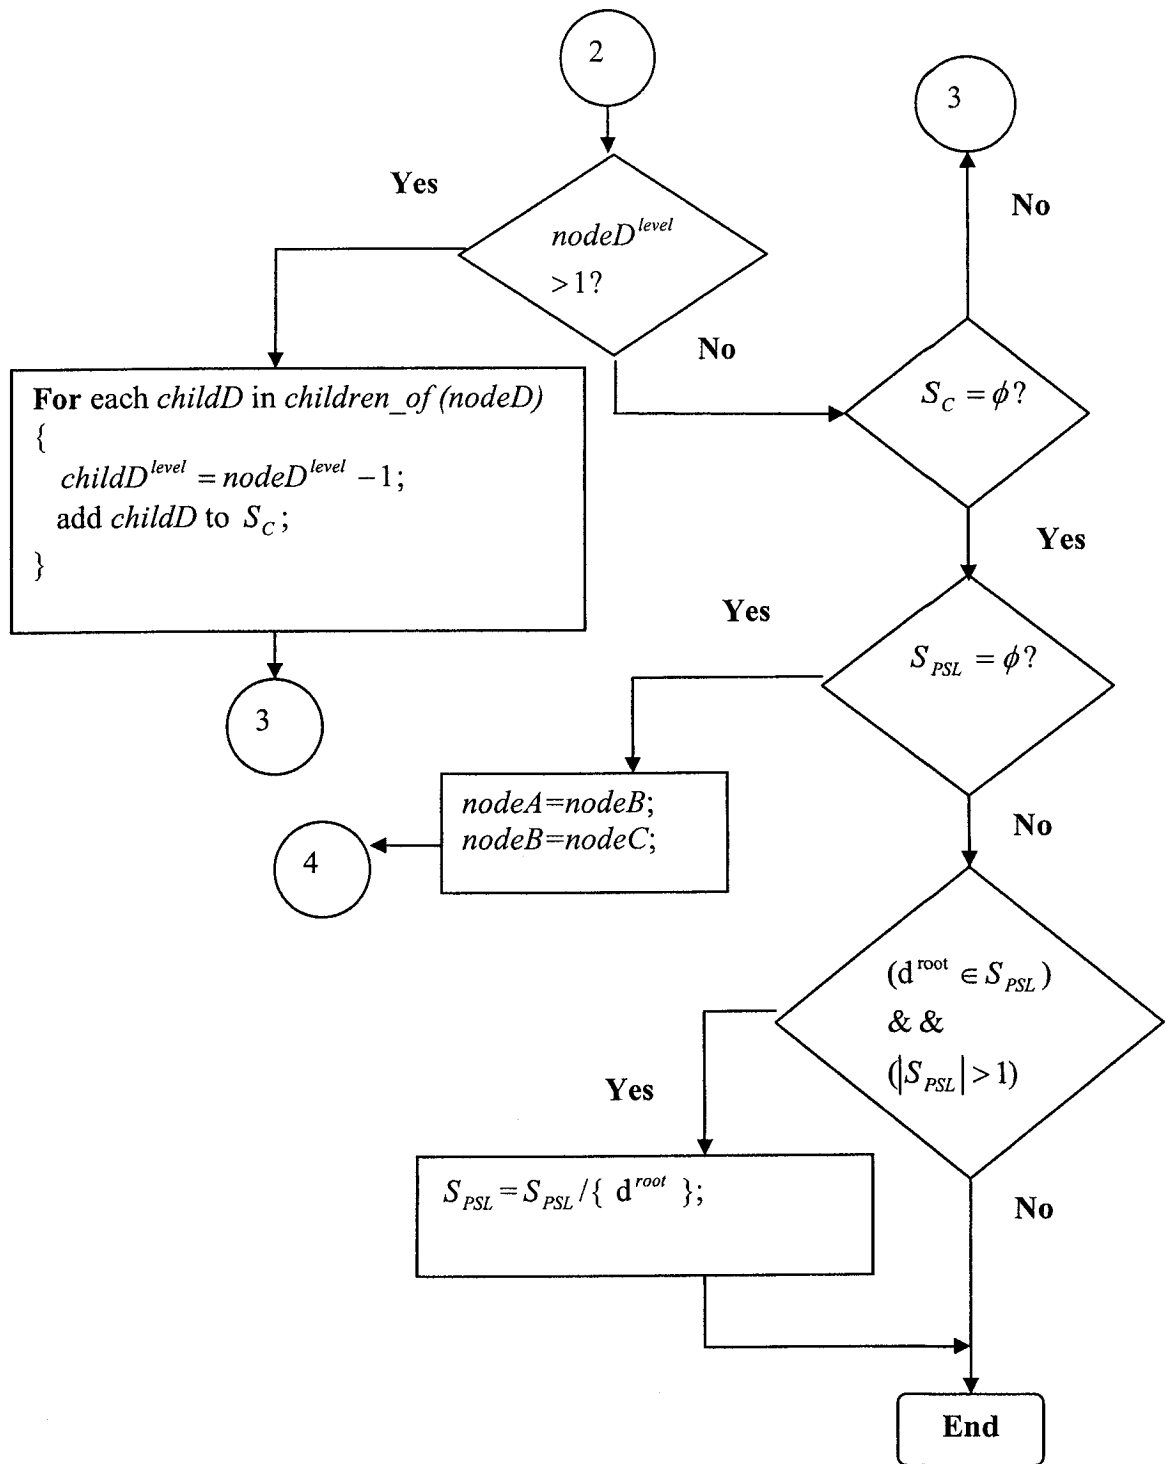 2
3
Yes
No
nodeD^level
>1?
No
S_C = ϕ?
For each childD in children_of (nodeD)
{
childD^level = nodeD^level −1;
add childD to S_C;
}
Yes
Yes
S_PSL = ϕ?
3
nodeA=nodeB;
nodeB=nodeC;
4
No
(d^root ∈ S_PSL)
& &
(|S_PSL| > 1)
Yes
S_PSL = S_PSL /{ d^root };
No
End